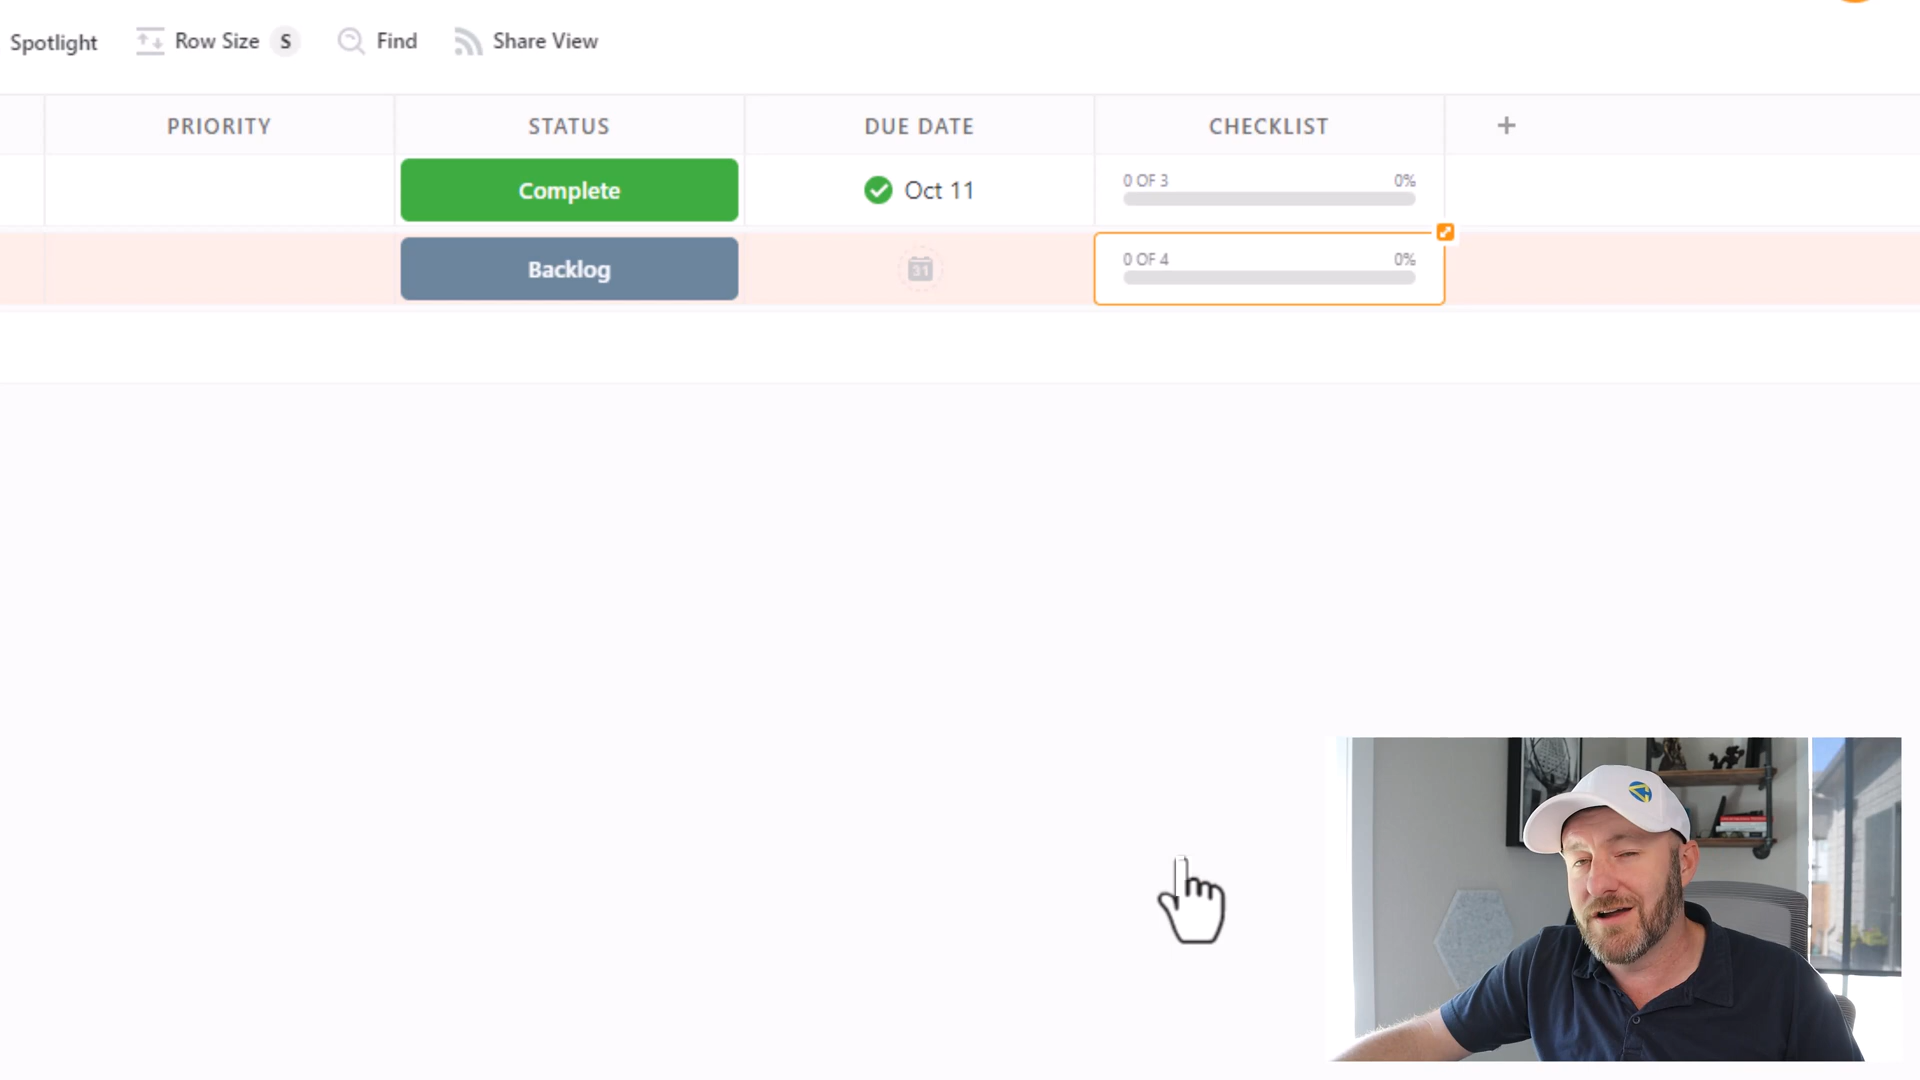 Spotlight Row Size S Find Share View
PRIORITY STATUS DUE DATE CHECKLIST +
Complete Oct 11 0 OF 3 0%
Backlog 31 0 OF 4 0%